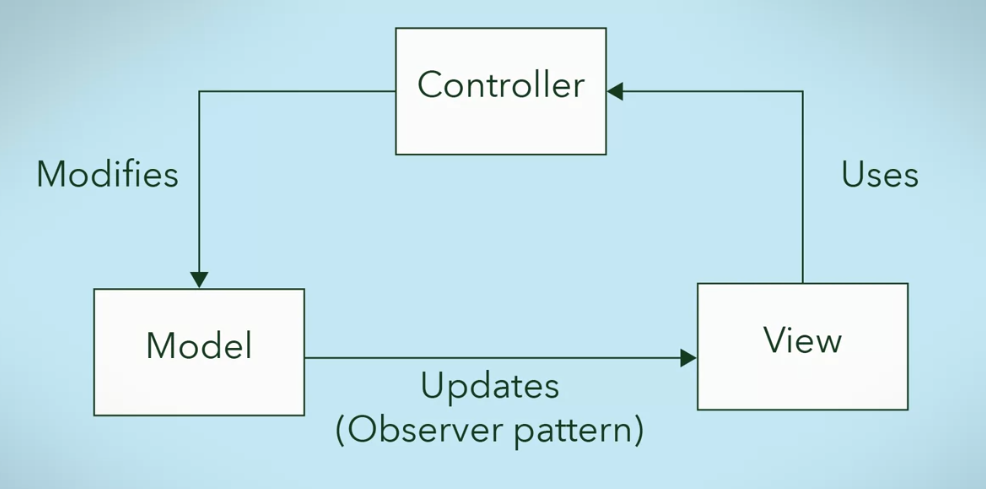 Controller
Modifies
Uses
Model
View
Updates
(Observer pattern)